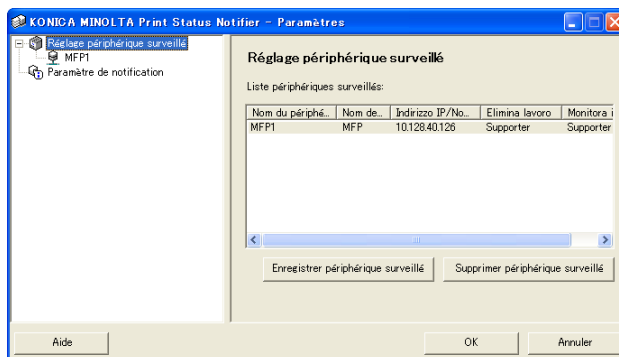 KONICA MINOLTA Print Status Notifier - Paramètres
Réglage périphérique surveillé
MFP1
Paramètre de notification
Réglage périphérique surveillé
Liste périphériques surveillés:
Nom du périphé... Nom de... Indirizzo IP/No... Elimina lavoro Monitora i
MFP1 MFP 10.128.40.126 Supporter Supporter
Enregistrer périphérique surveillé Supprimer périphérique surveillé
Aide OK Annuler